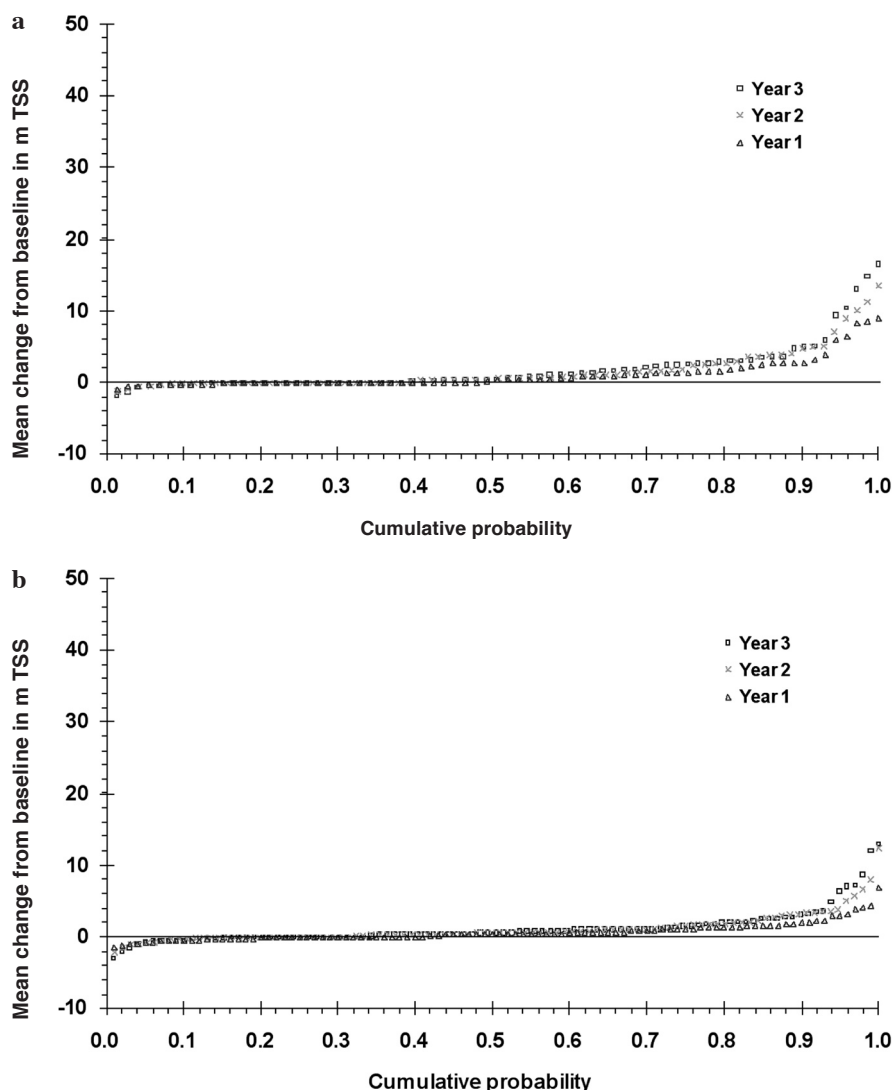 a
Mean change from baseline in m TSS
50
40
30
20
10
0
-10
Year 3
Year 2
Year 1
0.0 0.1 0.2 0.3 0.4 0.5 0.6 0.7 0.8 0.9 1.0
Cumulative probability
b
Mean change from baseline in m TSS
50
40
30
20
10
0
-10
Year 3
Year 2
Year 1
0.0 0.1 0.2 0.3 0.4 0.5 0.6 0.7 0.8 0.9 1.0
Cumulative probability